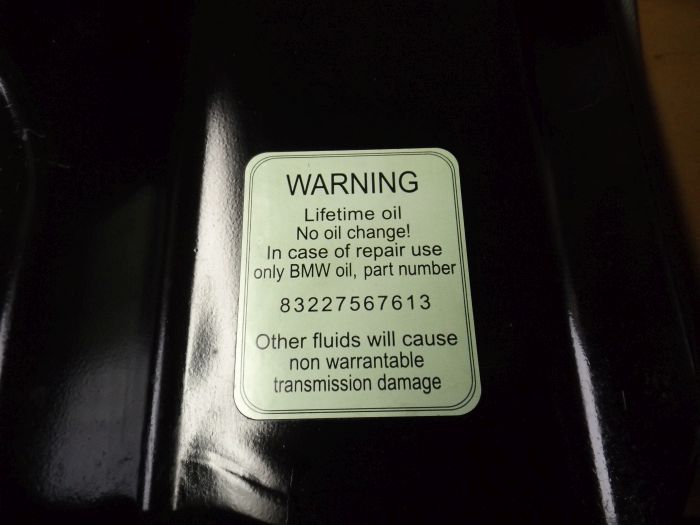 WARNING
Lifetime oil
No oil change!
In case of repair use
only BMW oil, part number
83227567613
Other fluids will cause
non warrantable
transmission damage